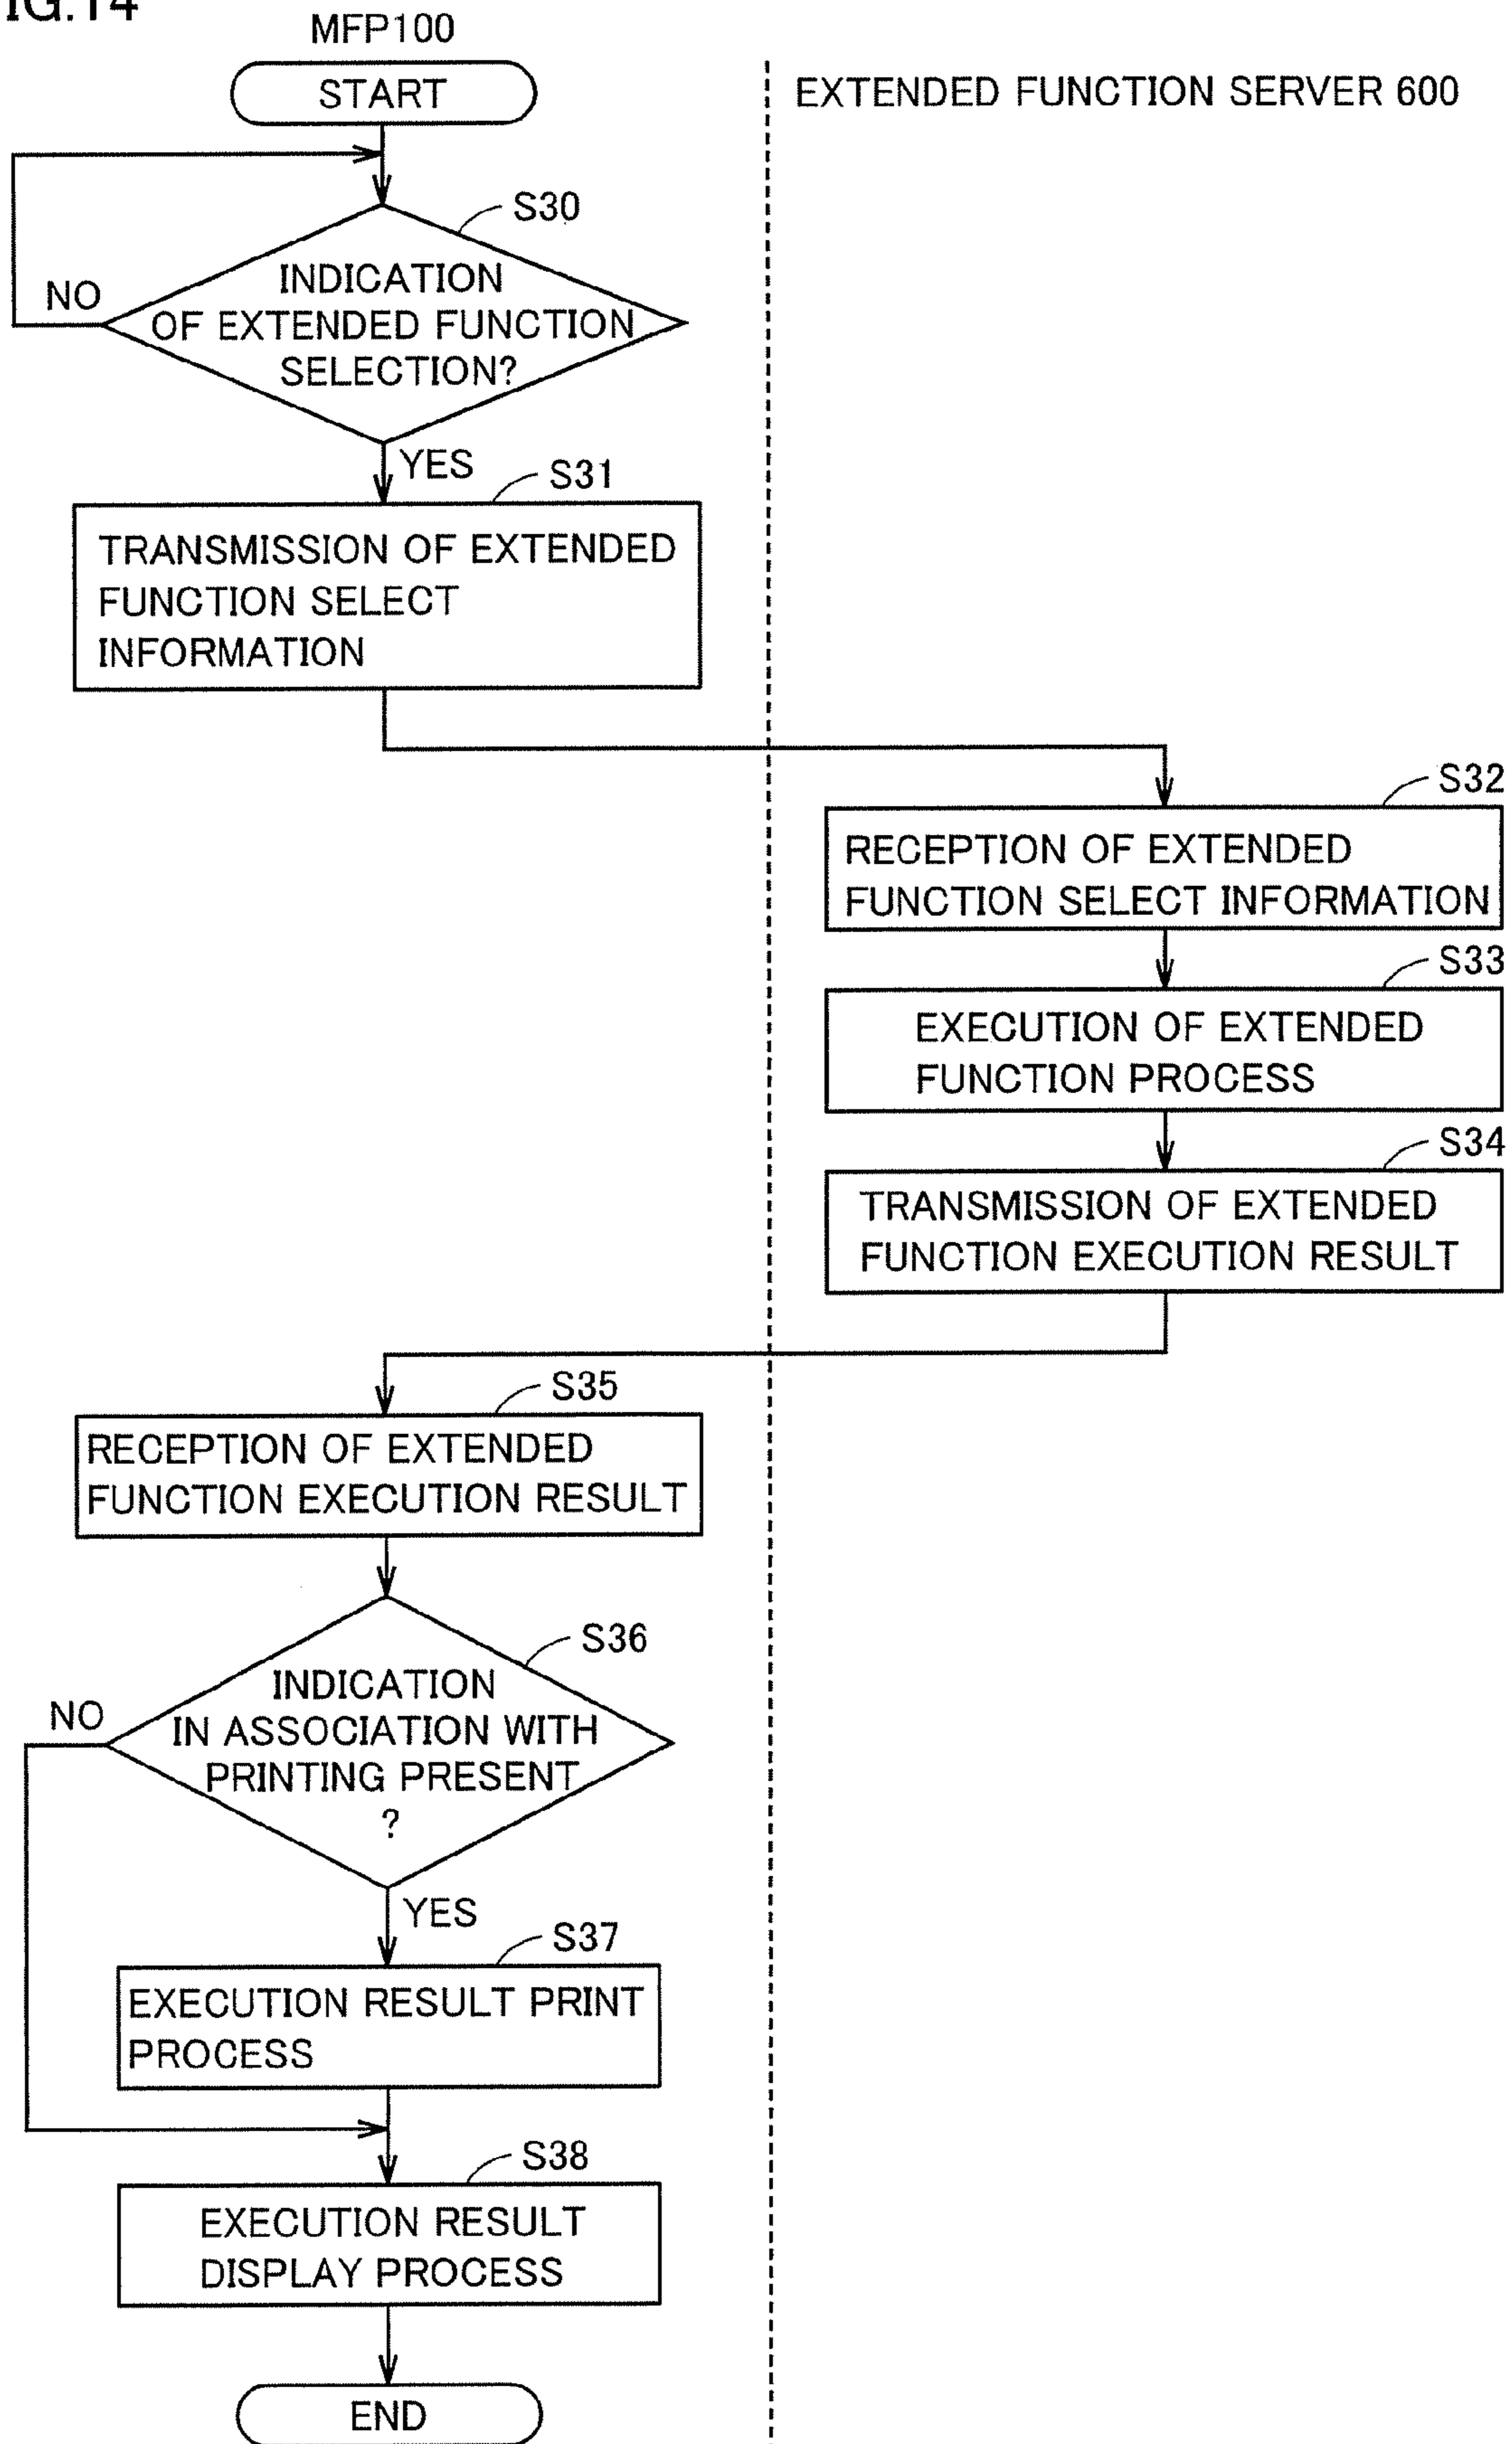 IG.14
MFP100
START
EXTENDED FUNCTION SERVER 600
S30
INDICATION
OF EXTENDED FUNCTION
SELECTION?
NO
YES
S31
TRANSMISSION OF EXTENDED
FUNCTION SELECT
INFORMATION
S32
RECEPTION OF EXTENDED
FUNCTION SELECT INFORMATION
S33
EXECUTION OF EXTENDED
FUNCTION PROCESS
S34
TRANSMISSION OF EXTENDED
FUNCTION EXECUTION RESULT
S35
RECEPTION OF EXTENDED
FUNCTION EXECUTION RESULT
S36
INDICATION
IN ASSOCIATION WITH
PRINTING PRESENT
?
NO
YES
S37
EXECUTION RESULT PRINT
PROCESS
S38
EXECUTION RESULT
DISPLAY PROCESS
END